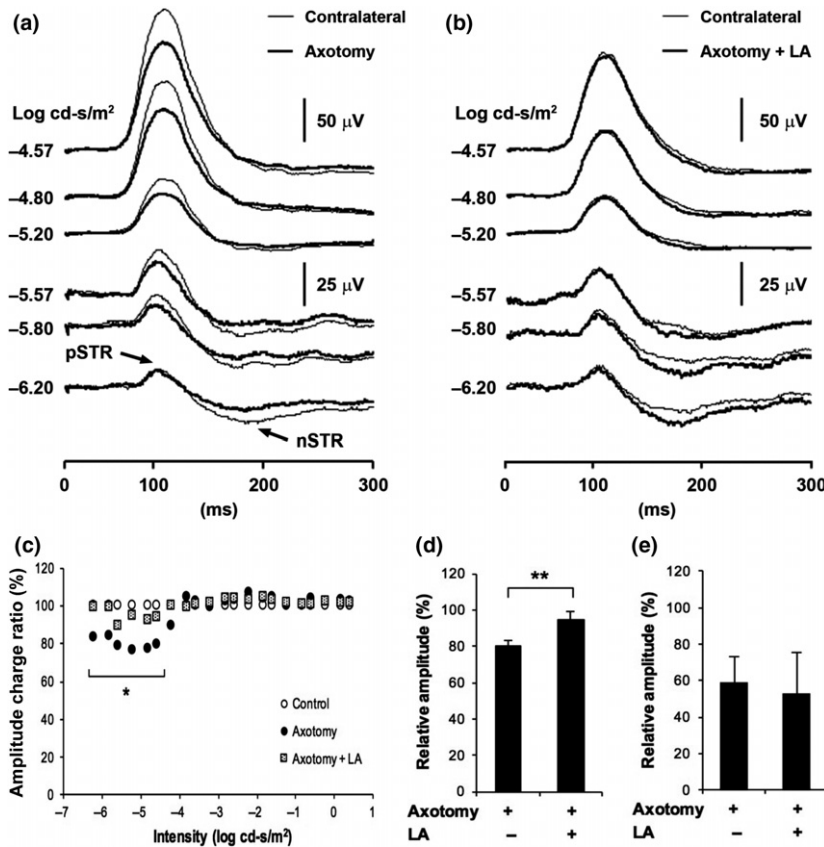 (a)
Contralateral
Axotomy
Log cd-s/m²
50 μV
–4.57
–4.80
–5.20
25 μV
–5.57
–5.80
pSTR
–6.20
nSTR
0 100 200 300
(ms)
(b)
Contralateral
Axotomy + LA
Log cd-s/m²
50 μV
–4.57
–4.80
–5.20
25 μV
–5.57
–5.80
–6.20
0 100 200 300
(ms)
(c)
Amplitude charge ratio (%)
120
100
80
60
40
20
0
*
Control
Axotomy
Axotomy + LA
–7 –6 –5 –4 –3 –2 –1 0 1
Intensity (log cd-s/m²)
(d)
Relative amplitude (%)
120
100
80
60
40
20
0
**
Axotomy + +
LA – +
(e)
Relative amplitude (%)
120
100
80
60
40
20
0
Axotomy + +
LA – +